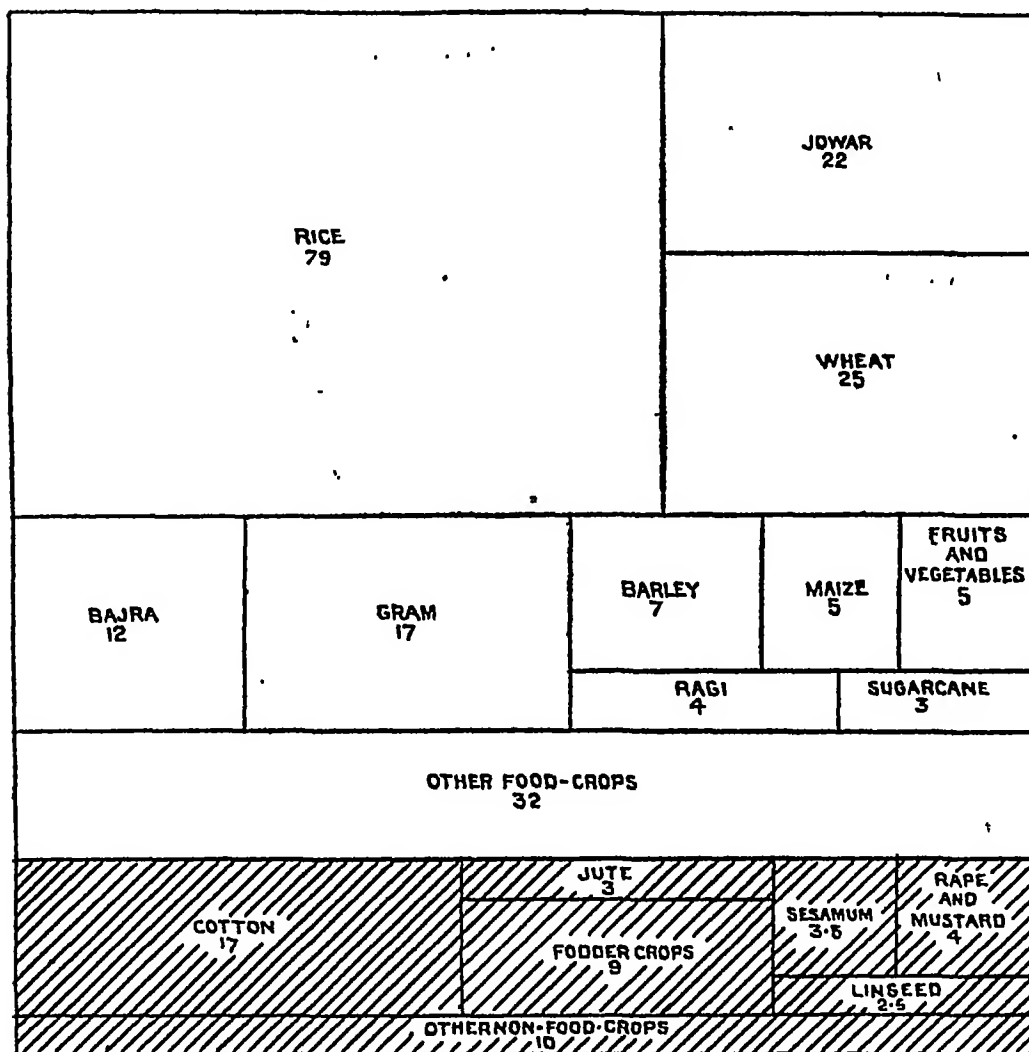 RICE
79
JOWAR
22
WHEAT
25
BAJRA
12
GRAM
17
BARLEY
7
MAIZE
5
FRUITS
AND
VEGETABLES
5
RAGI
4
SUGARCANE
3
OTHER FOOD-CROPS
32
COTTON
17
JUTE
3
FODDER CROPS
9
SESAMUM
3·5
RAPE
AND
MUSTARD
4
LINSEED
2·5
OTHER NON-FOOD-CROPS
10